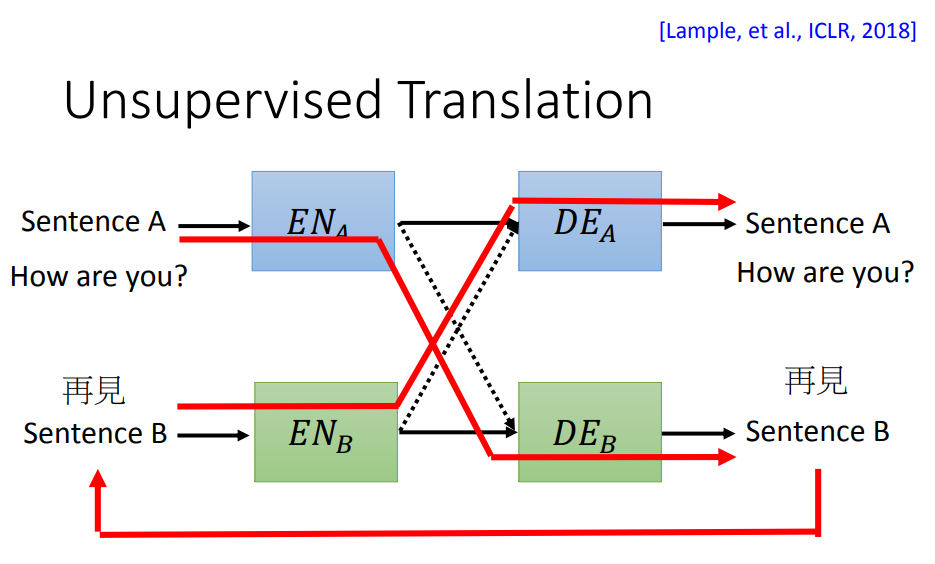 [Lample, et al., ICLR, 2018]
Unsupervised Translation
Sentence A
How are you?
EN_A
DE_A
Sentence A
How are you?
再見
Sentence B
EN_B
DE_B
再見
Sentence B